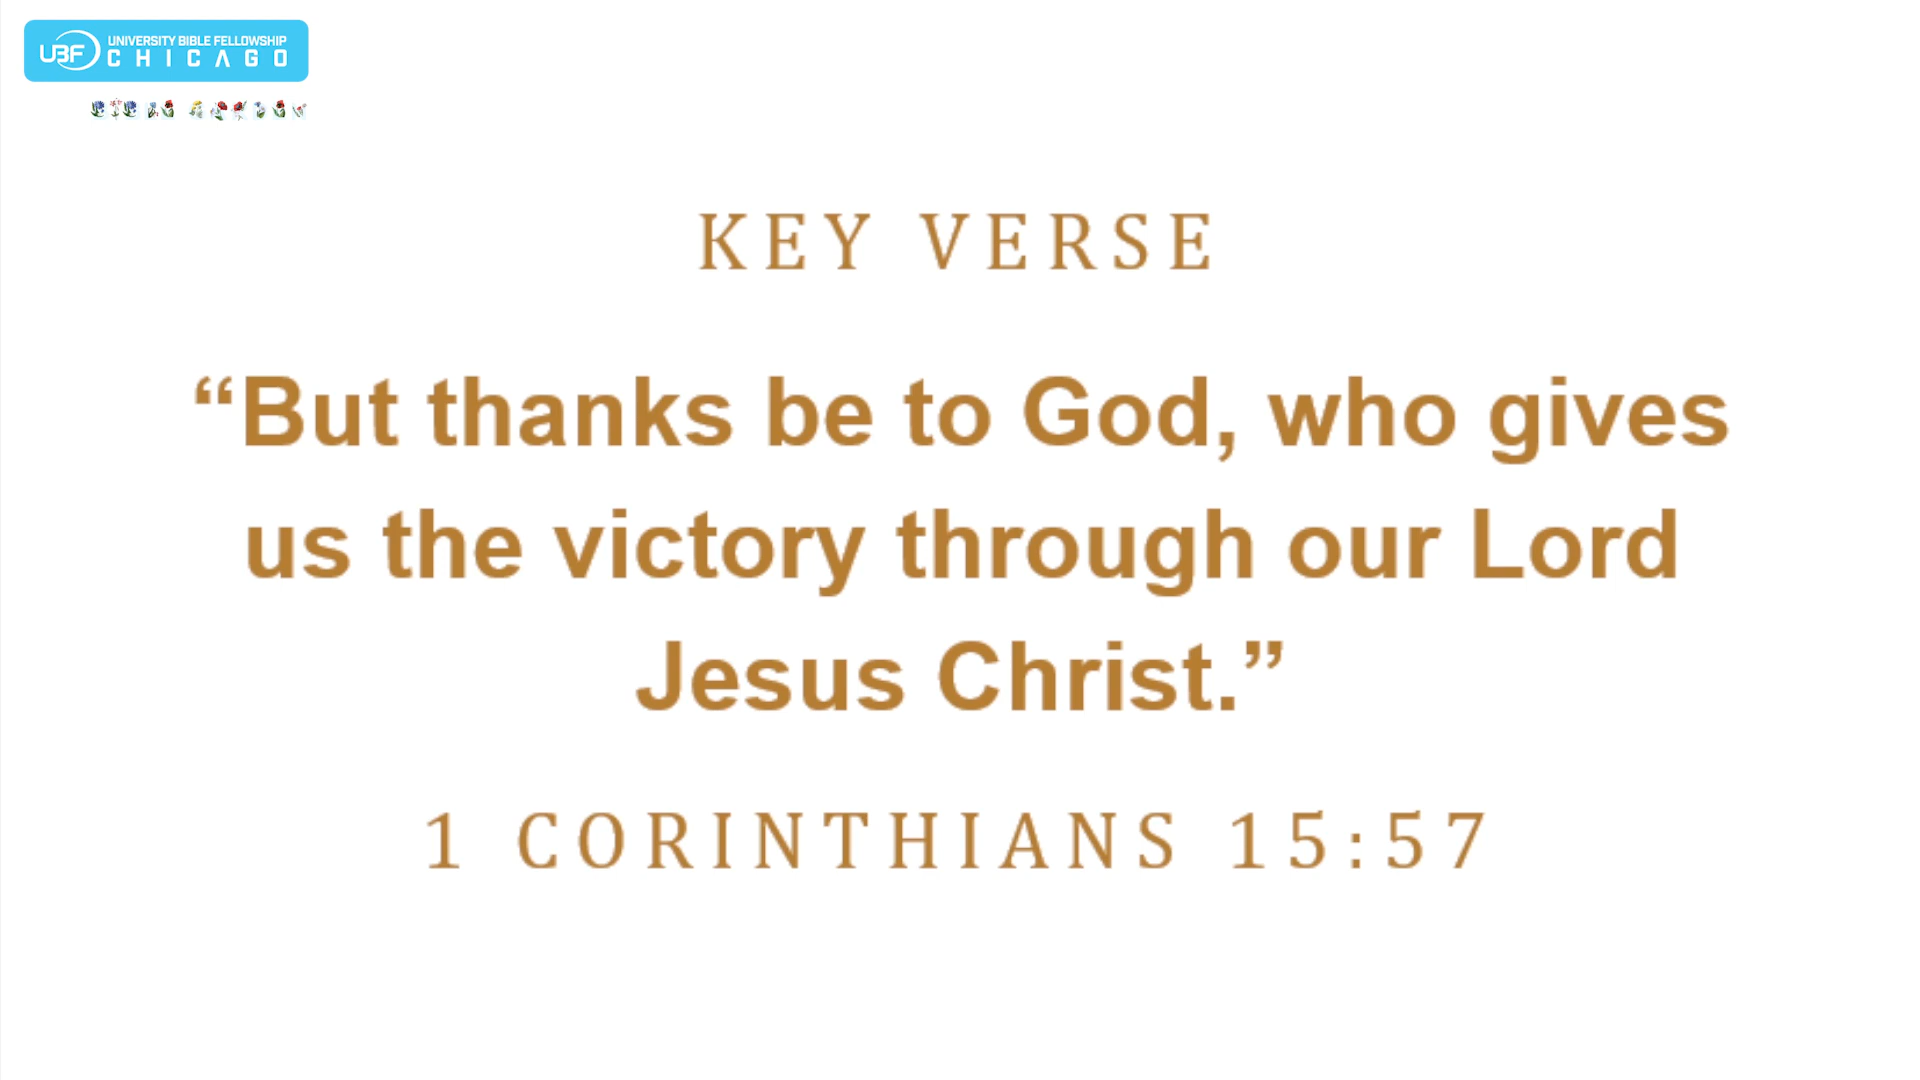 UBF UNIVERSITY BIBLE FELLOWSHIP
CHICAGO
KEY VERSE
“But thanks be to God, who gives
us the victory through our Lord
Jesus Christ.”
1 CORINTHIANS 15:57